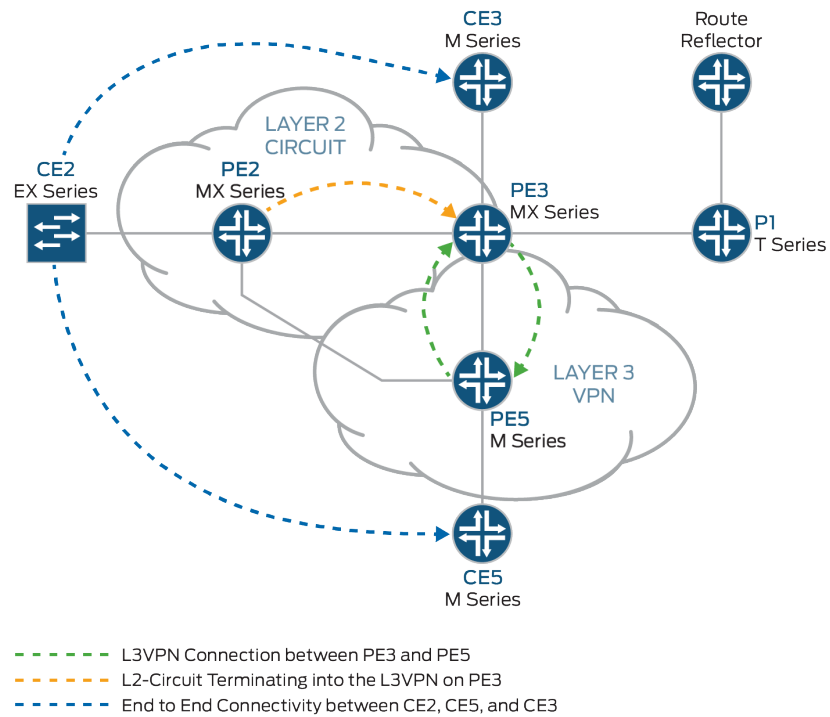 CE3
M Series
Route
Reflector
LAYER 2
CIRCUIT
CE2
EX Series
PE2
MX Series
PE3
MX Series
P1
T Series
LAYER 3
VPN
PE5
M Series
CE5
M Series
L3VPN Connection between PE3 and PE5
L2-Circuit Terminating into the L3VPN on PE3
End to End Connectivity between CE2, CE5, and CE3